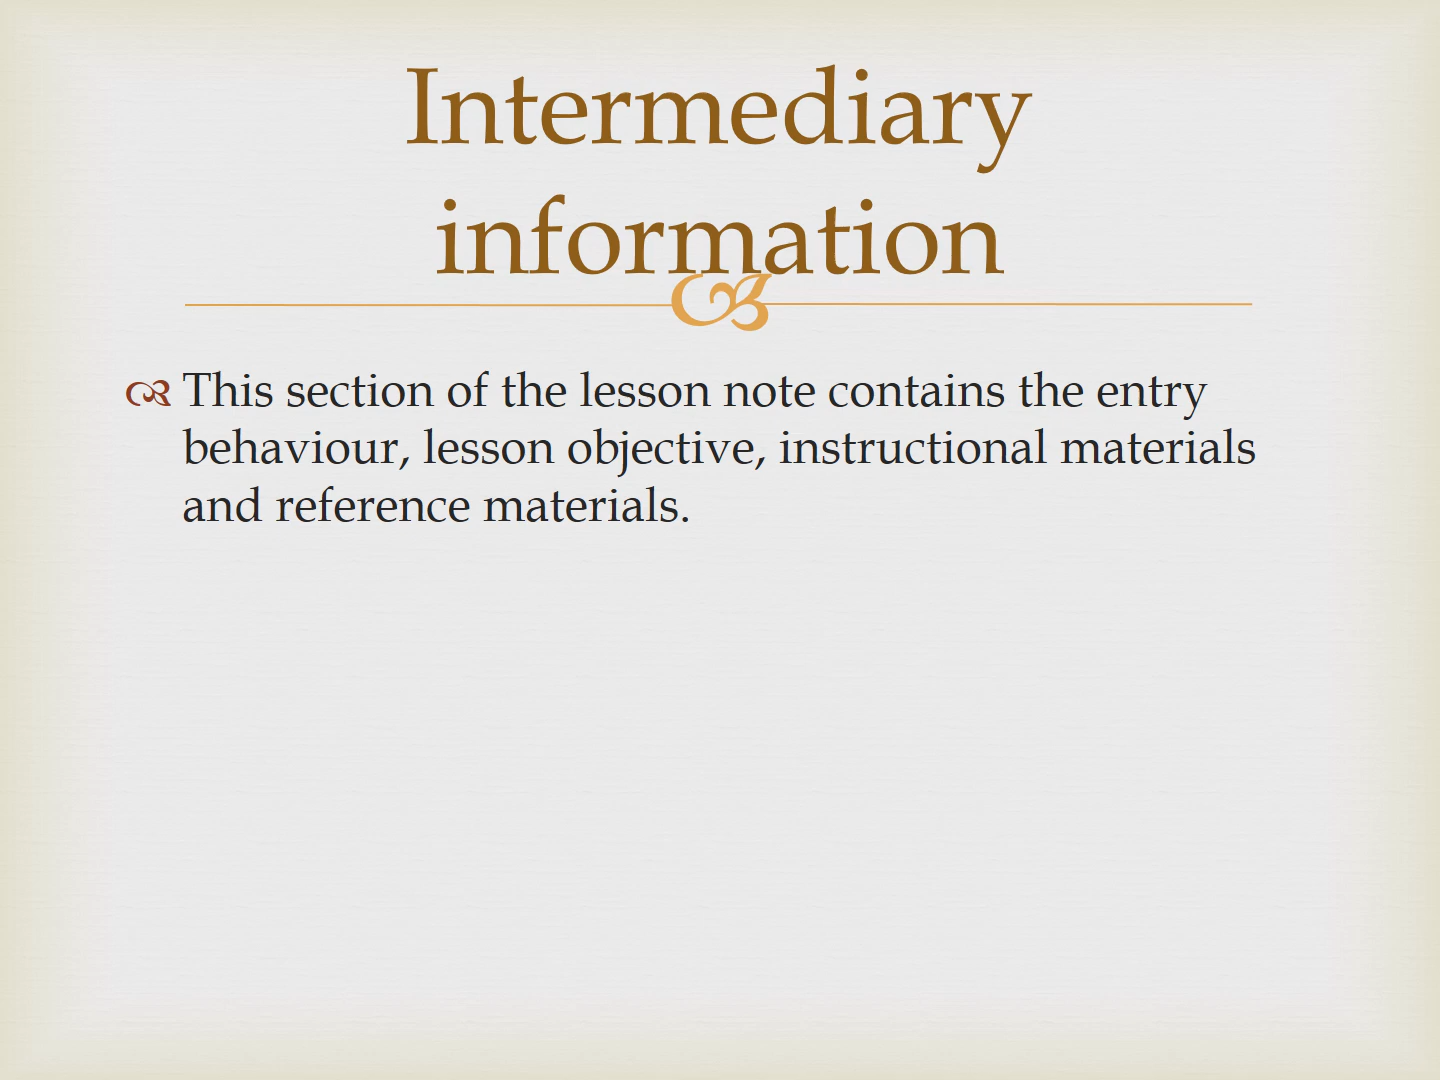 Intermediary
information
This section of the lesson note contains the entry
behaviour, lesson objective, instructional materials
and reference materials.